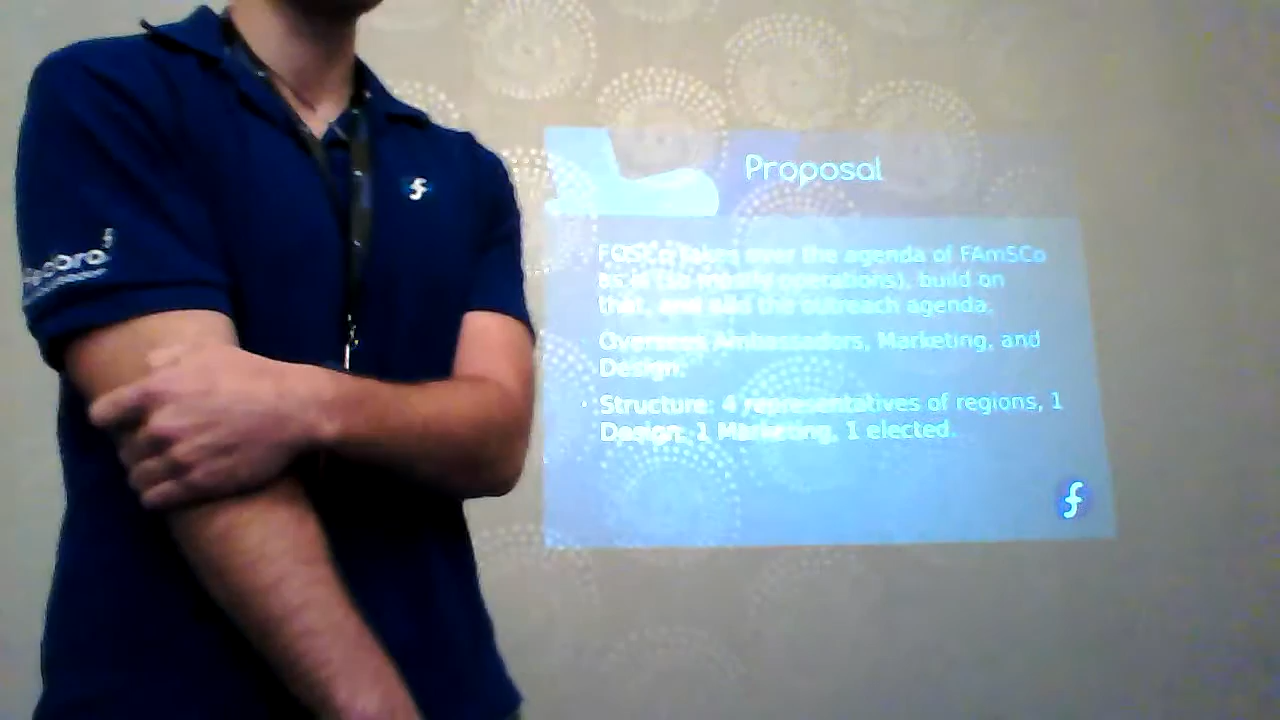 Proposal
FOSCo takes over the agenda of FAmSCo
as is (so mostly operations), build on
that, and add the outreach agenda.
Oversees Ambassadors, Marketing, and
Design.
Structure: 4 representatives of regions, 1
Design, 1 Marketing, 1 elected.